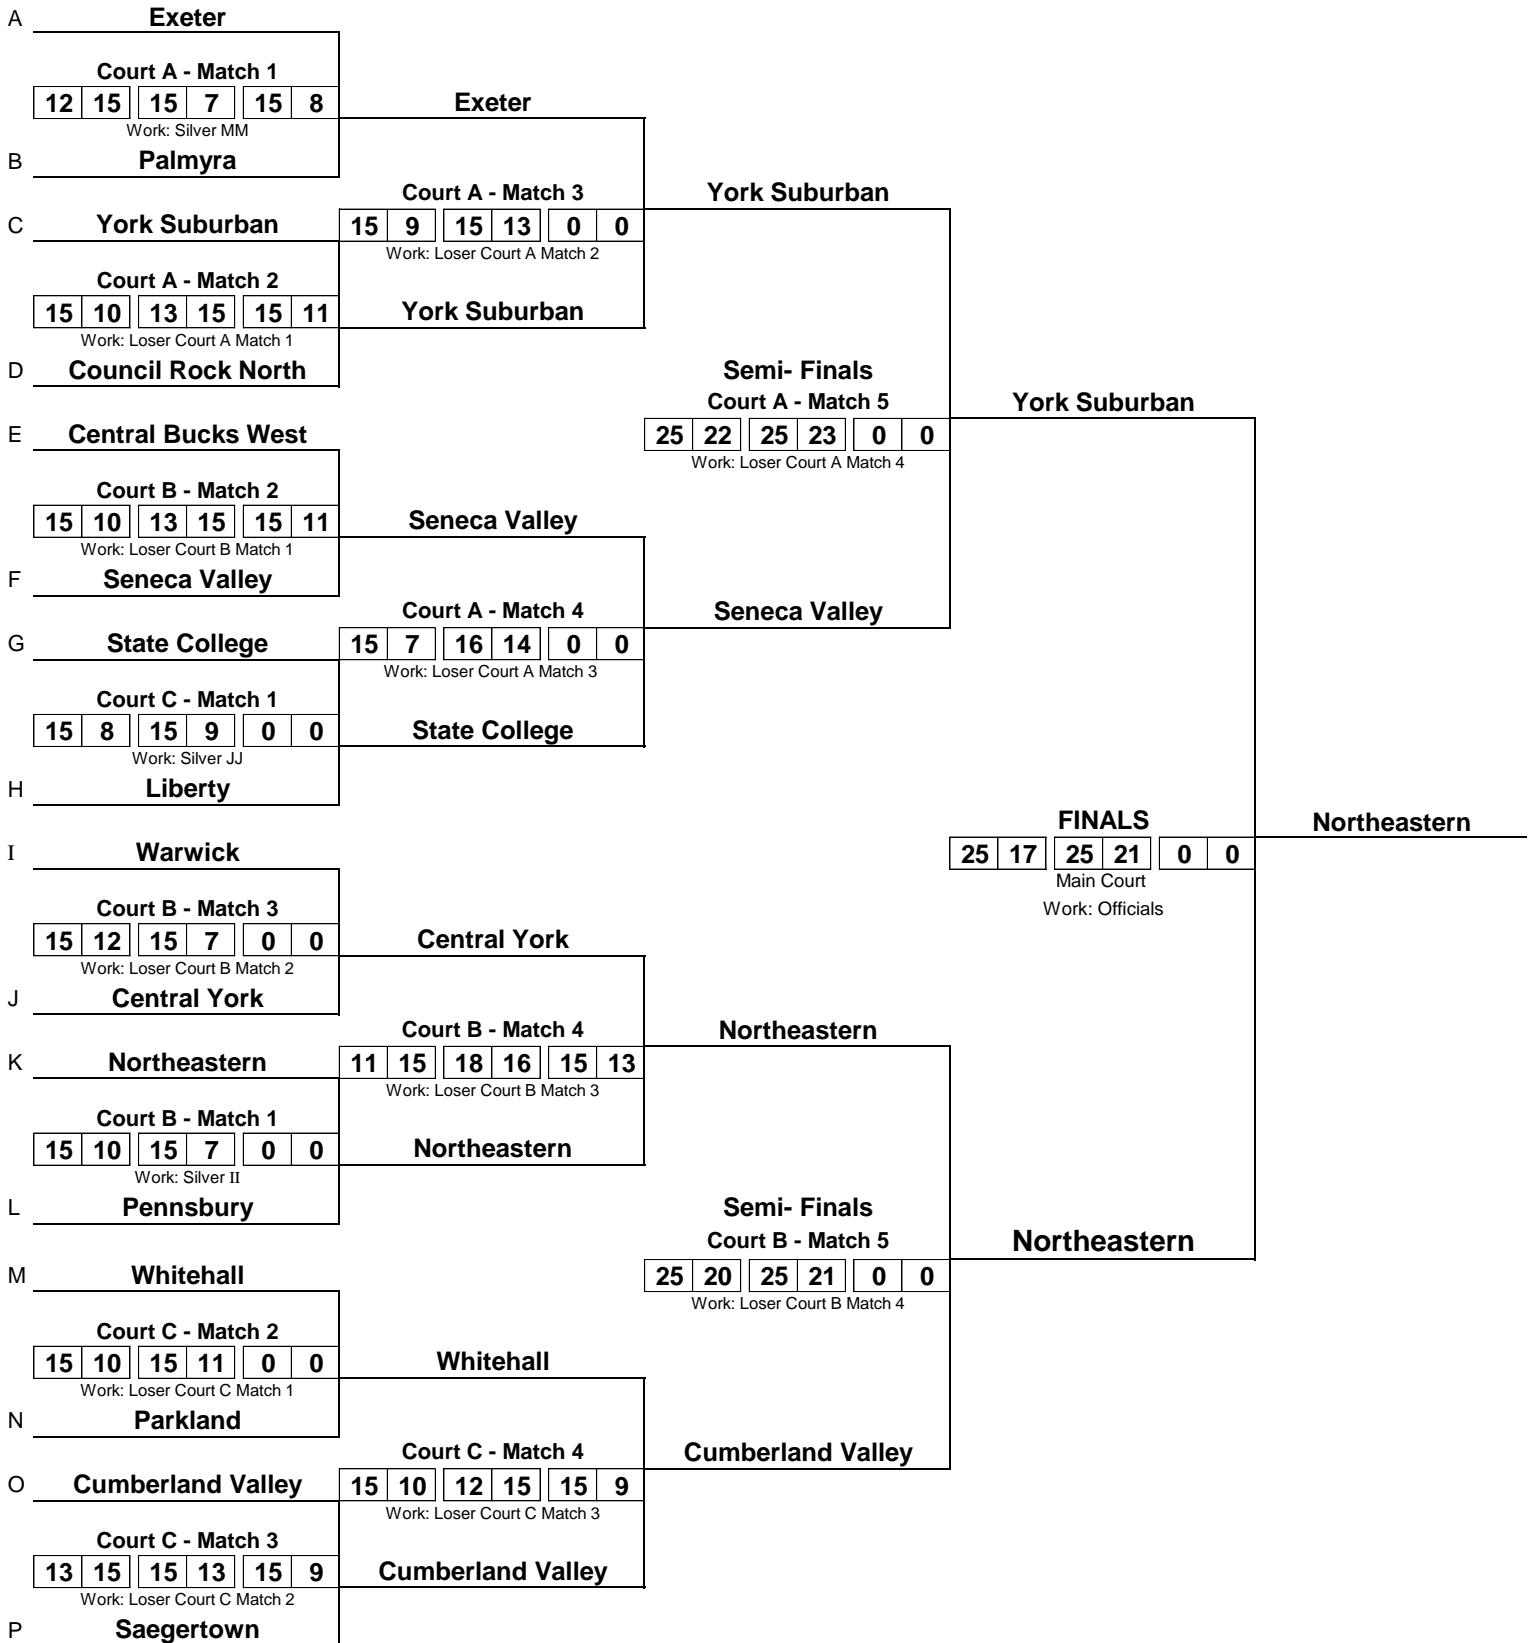 A Exeter
Court A - Match 1
12 15 15 7 15 8
Exeter
Work: Silver MM
B Palmyra
Court A - Match 3
York Suburban
C York Suburban
15 9 15 13 0 0
Work: Loser Court A Match 2
Court A - Match 2
15 10 13 15 15 11
York Suburban
Work: Loser Court A Match 1
D Council Rock North
Semi- Finals
Court A - Match 5
York Suburban
E Central Bucks West
25 22 25 23 0 0
Work: Loser Court A Match 4
Court B - Match 2
15 10 13 15 15 11
Seneca Valley
Work: Loser Court B Match 1
F Seneca Valley
Court A - Match 4
Seneca Valley
G State College
15 7 16 14 0 0
Work: Loser Court A Match 3
Court C - Match 1
15 8 15 9 0 0
State College
Work: Silver JJ
H Liberty
FINALS
Northeastern
I Warwick
25 17 25 21 0 0
Main Court
Work: Officials
Court B - Match 3
15 12 15 7 0 0
Central York
Work: Loser Court B Match 2
J Central York
Court B - Match 4
Northeastern
K Northeastern
11 15 18 16 15 13
Work: Loser Court B Match 3
Court B - Match 1
15 10 15 7 0 0
Northeastern
Work: Silver II
L Pennsbury
Semi- Finals
Court B - Match 5
Northeastern
M Whitehall
25 20 25 21 0 0
Work: Loser Court B Match 4
Court C - Match 2
15 10 15 11 0 0
Whitehall
Work: Loser Court C Match 1
N Parkland
Court C - Match 4
Cumberland Valley
O Cumberland Valley
15 10 12 15 15 9
Work: Loser Court C Match 3
Court C - Match 3
13 15 15 13 15 9
Cumberland Valley
Work: Loser Court C Match 2
P Saegertown